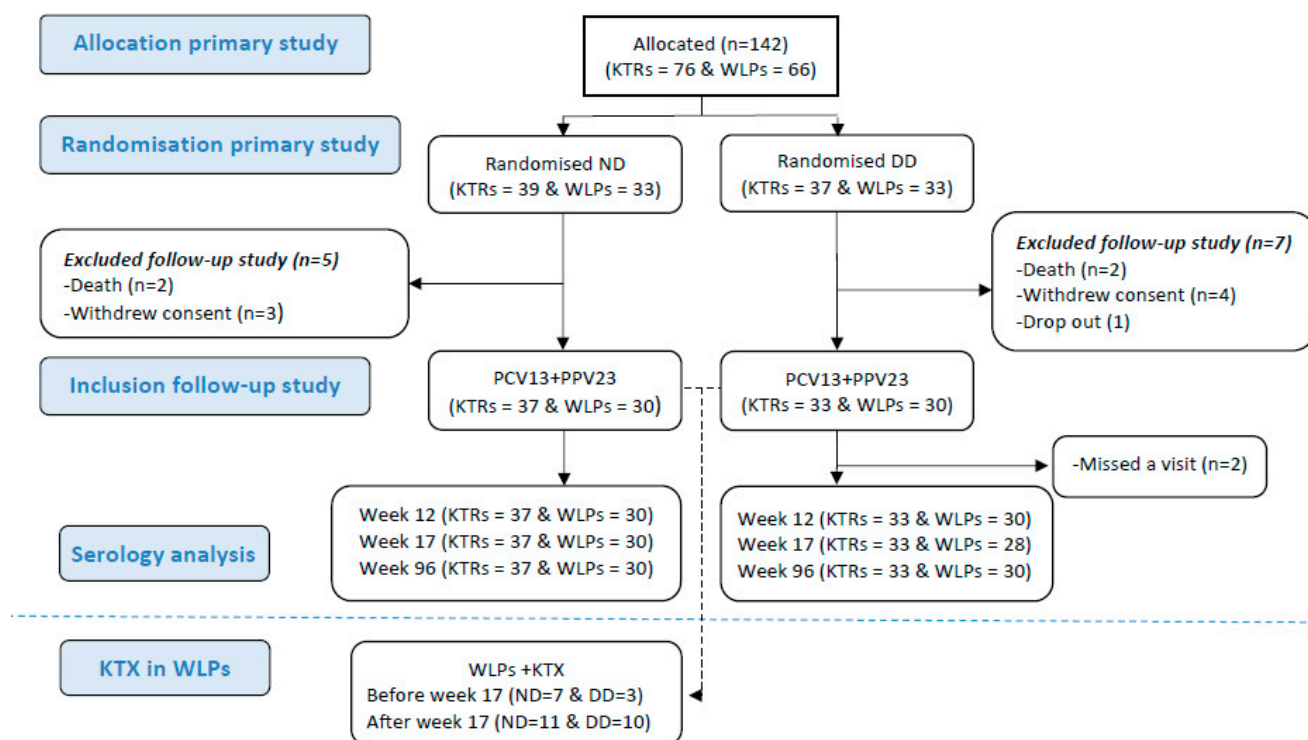 Allocation primary study
Allocated (n=142)
(KTRs = 76 & WLPs = 66)
Randomisation primary study
Randomised ND
(KTRs = 39 & WLPs = 33)
Randomised DD
(KTRs = 37 & WLPs = 33)
Excluded follow-up study (n=5)
-Death (n=2)
-Withdrew consent (n=3)
Excluded follow-up study (n=7)
-Death (n=2)
-Withdrew consent (n=4)
-Drop out (1)
Inclusion follow-up study
PCV13+PPV23
(KTRs = 37 & WLPs = 30)
PCV13+PPV23
(KTRs = 33 & WLPs = 30)
-Missed a visit (n=2)
Serology analysis
Week 12 (KTRs = 37 & WLPs = 30)
Week 17 (KTRs = 37 & WLPs = 30)
Week 96 (KTRs = 37 & WLPs = 30)
Week 12 (KTRs = 33 & WLPs = 30)
Week 17 (KTRs = 33 & WLPs = 28)
Week 96 (KTRs = 33 & WLPs = 30)
KTX in WLPs
WLPs +KTX
Before week 17 (ND=7 & DD=3)
After week 17 (ND=11 & DD=10)